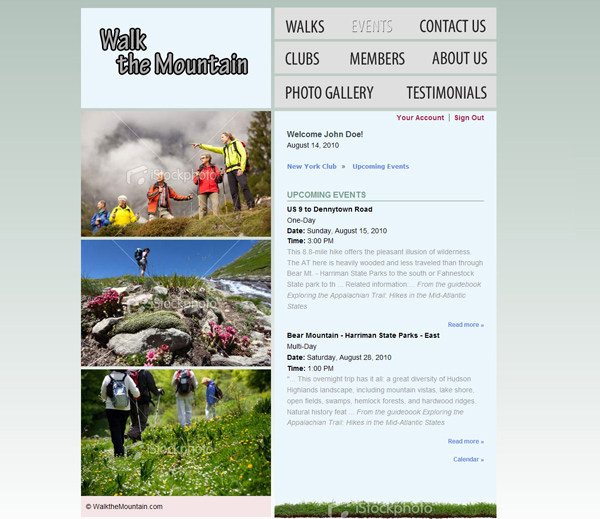 Walk
the Mountain
WALKS EVENTS CONTACT US
CLUBS MEMBERS ABOUT US
PHOTO GALLERY TESTIMONIALS
Your Account | Sign Out
Welcome John Doe!
August 14, 2010
New York Club » Upcoming Events
UPCOMING EVENTS
US 9 to Dennytown Road
One-Day
Date: Sunday, August 15, 2010
Time: 3:00 PM
This 8.6-mile hike offers the pleasant illusion of wilderness.
The AT here is heavily wooded and less traveled than through
Bear Mt. - Harriman State Parks to the south or Fahnestock
State park to th ... Related information:... From the guidebook
Exploring the Appalachian Trail: Hikes in the Mid-Atlantic
States
Read more »
Bear Mountain - Harriman State Parks - East
Multi-Day
Date: Saturday, August 28, 2010
Time: 1:00 PM
"... This overnight trip has it all: a great diversity of Hudson
Highlands landscape, including mountain vistas, lake shore,
open fields, swamps, hemlock forests, and hardwood ridges.
Natural history feat ... From the guidebook Exploring the
Appalachian Trail: Hikes in the Mid-Atlantic States
Read more »
Calendar »
iStockphoto
iStockphoto
iStockphoto
iStockphoto
© WalktheMountain.com